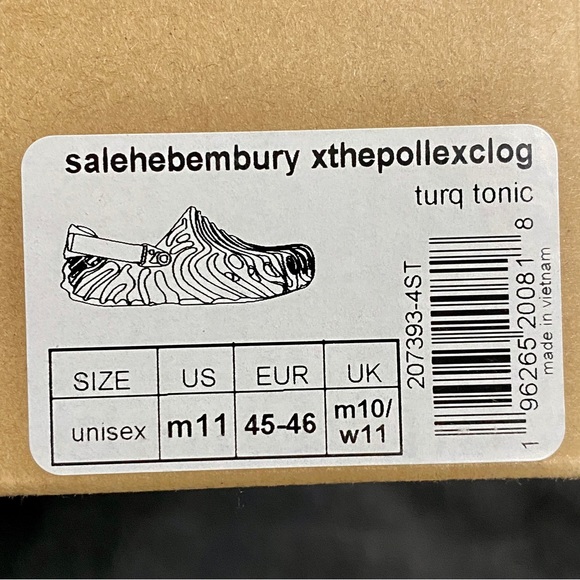 salehebembury xthepollexclog
turq tonic
SIZE US EUR UK
unisex m11 45-46 m10/
w11
207393-4ST
1 96265 20081 8
made in vietnam